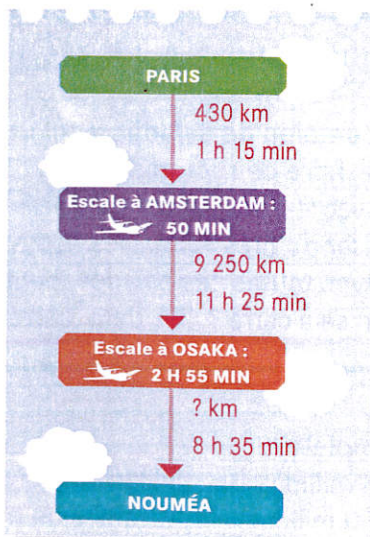 PARIS
430 km
1 h 15 min
Escale à AMSTERDAM :
50 MIN
9 250 km
11 h 25 min
Escale à OSAKA :
2 H 55 MIN
? km
8 h 35 min
NOUMÉA